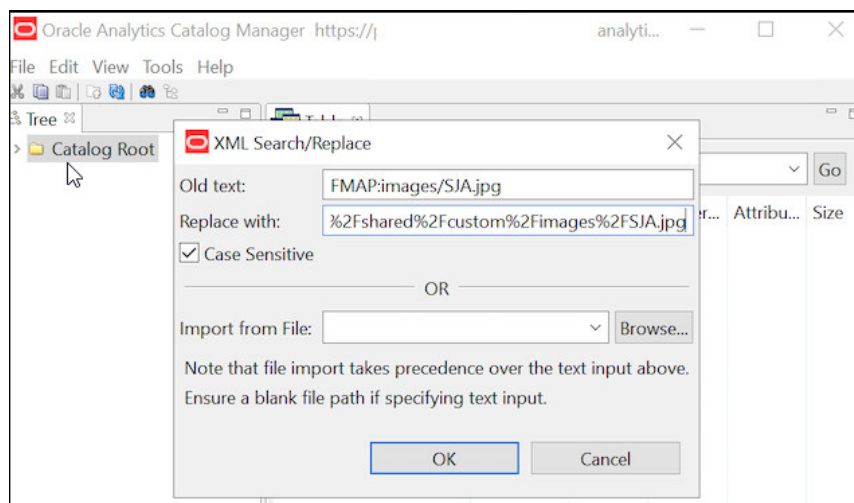 Oracle Analytics Catalog Manager https:// analyti...
File Edit View Tools Help
Tree
Catalog Root
XML Search/Replace
Go
Old text: FMAP:images/SJA.jpg
Replace with: %2Fshared%2Fcustom%2Fimages%2FSJA.jpg
Attribu... Size
Case Sensitive
OR
Import from File: Browse...
Note that file import takes precedence over the text input above.
Ensure a blank file path if specifying text input.
OK Cancel